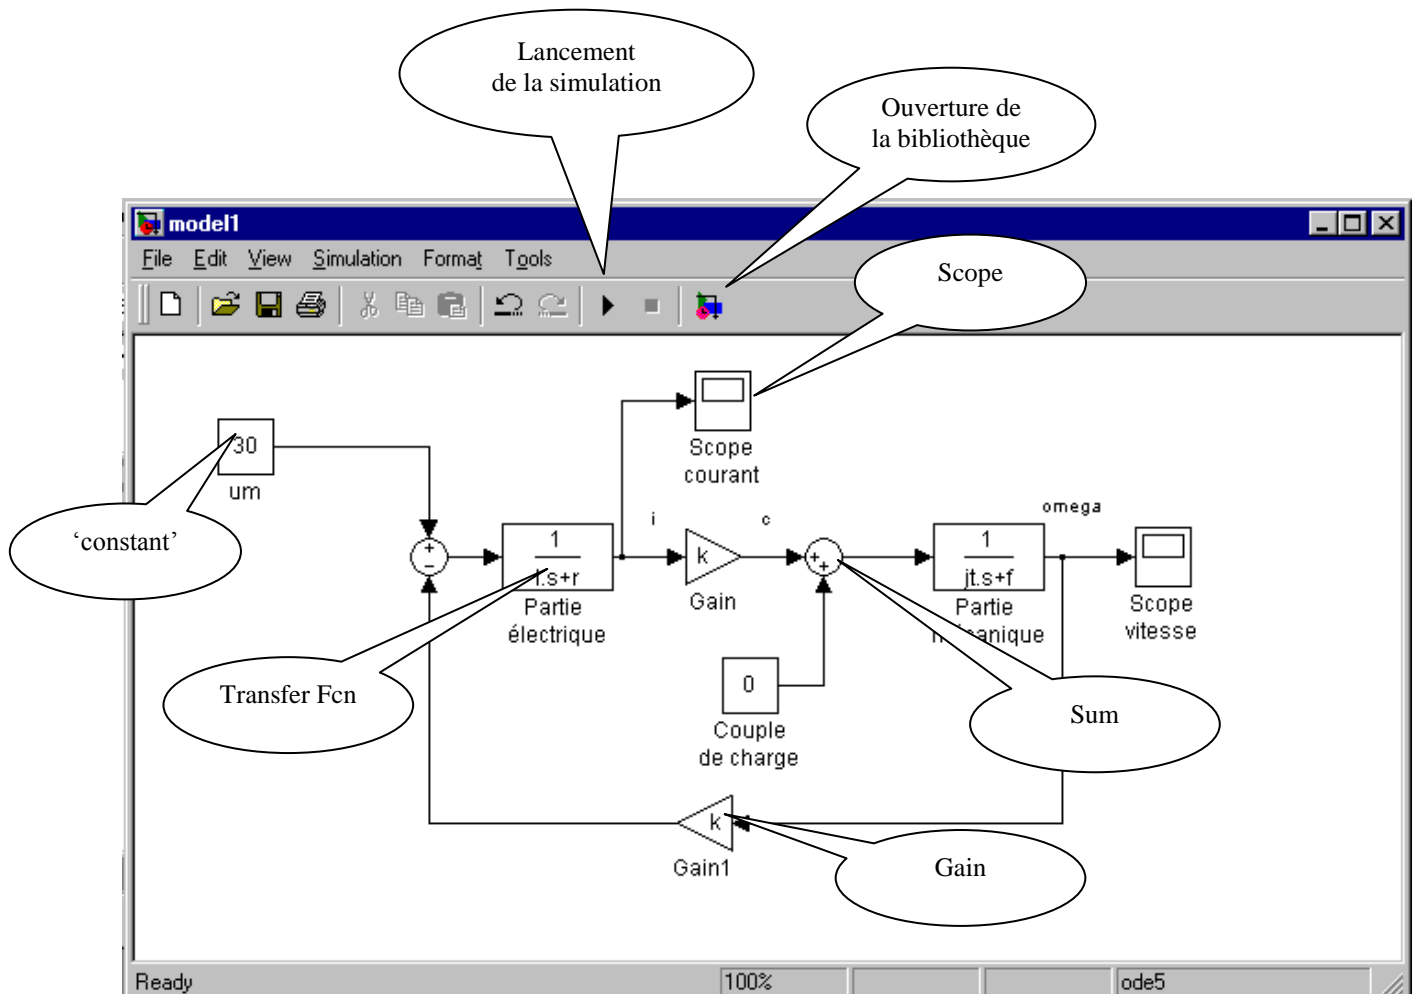 Lancement
de la simulation
Ouverture de
la bibliothèque
model1
File Edit View Simulation Format Tools
Scope
30
um
Scope
courant
‘constant’
i
c
omega
+
−
1
l.s+r
Partie
électrique
k
Gain
+
+
1
jt.s+f
Partie
mécanique
Scope
vitesse
Transfer Fcn
0
Couple
de charge
Sum
k
Gain1
Gain
Ready 100% ode5